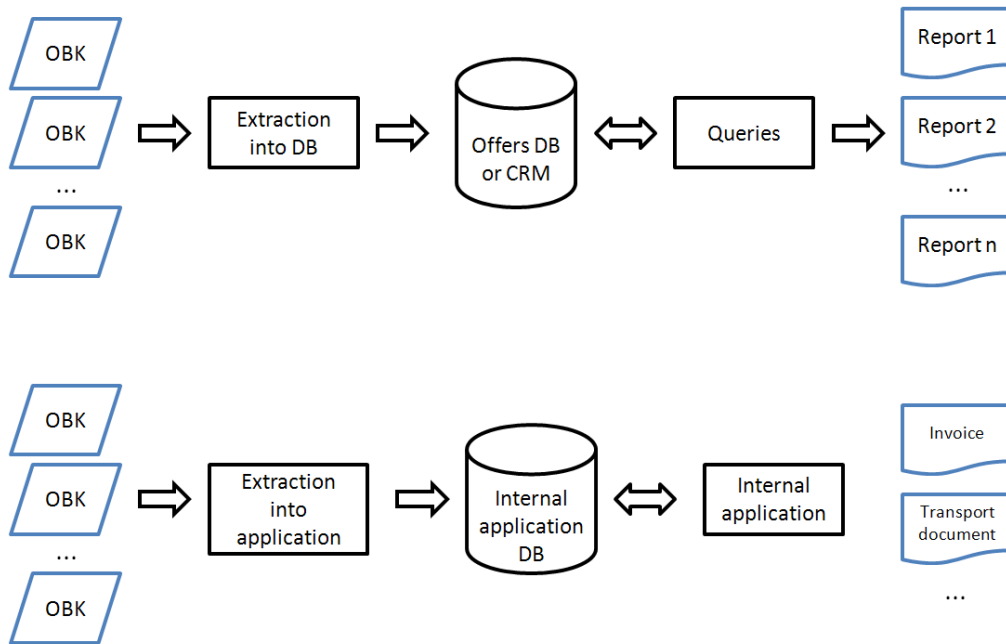 OBK
OBK
...
OBK
Extraction
into DB
Offers DB
or CRM
Queries
Report 1
Report 2
...
Report n
OBK
OBK
...
OBK
Extraction
into
application
Internal
application
DB
Internal
application
Invoice
Transport
document
...